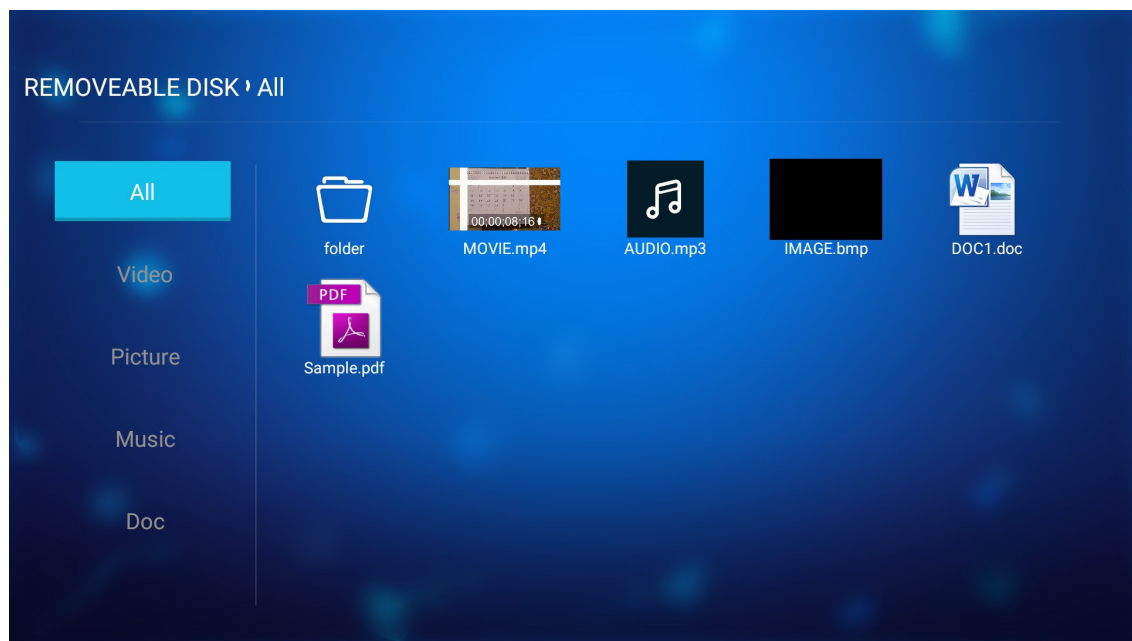 REMOVEABLE DISK All
All
Video
Picture
Music
Doc
00;00;08;16
W
folder
MOVIE.mp4
AUDIO.mp3
IMAGE.bmp
DOC1.doc
PDF
Sample.pdf